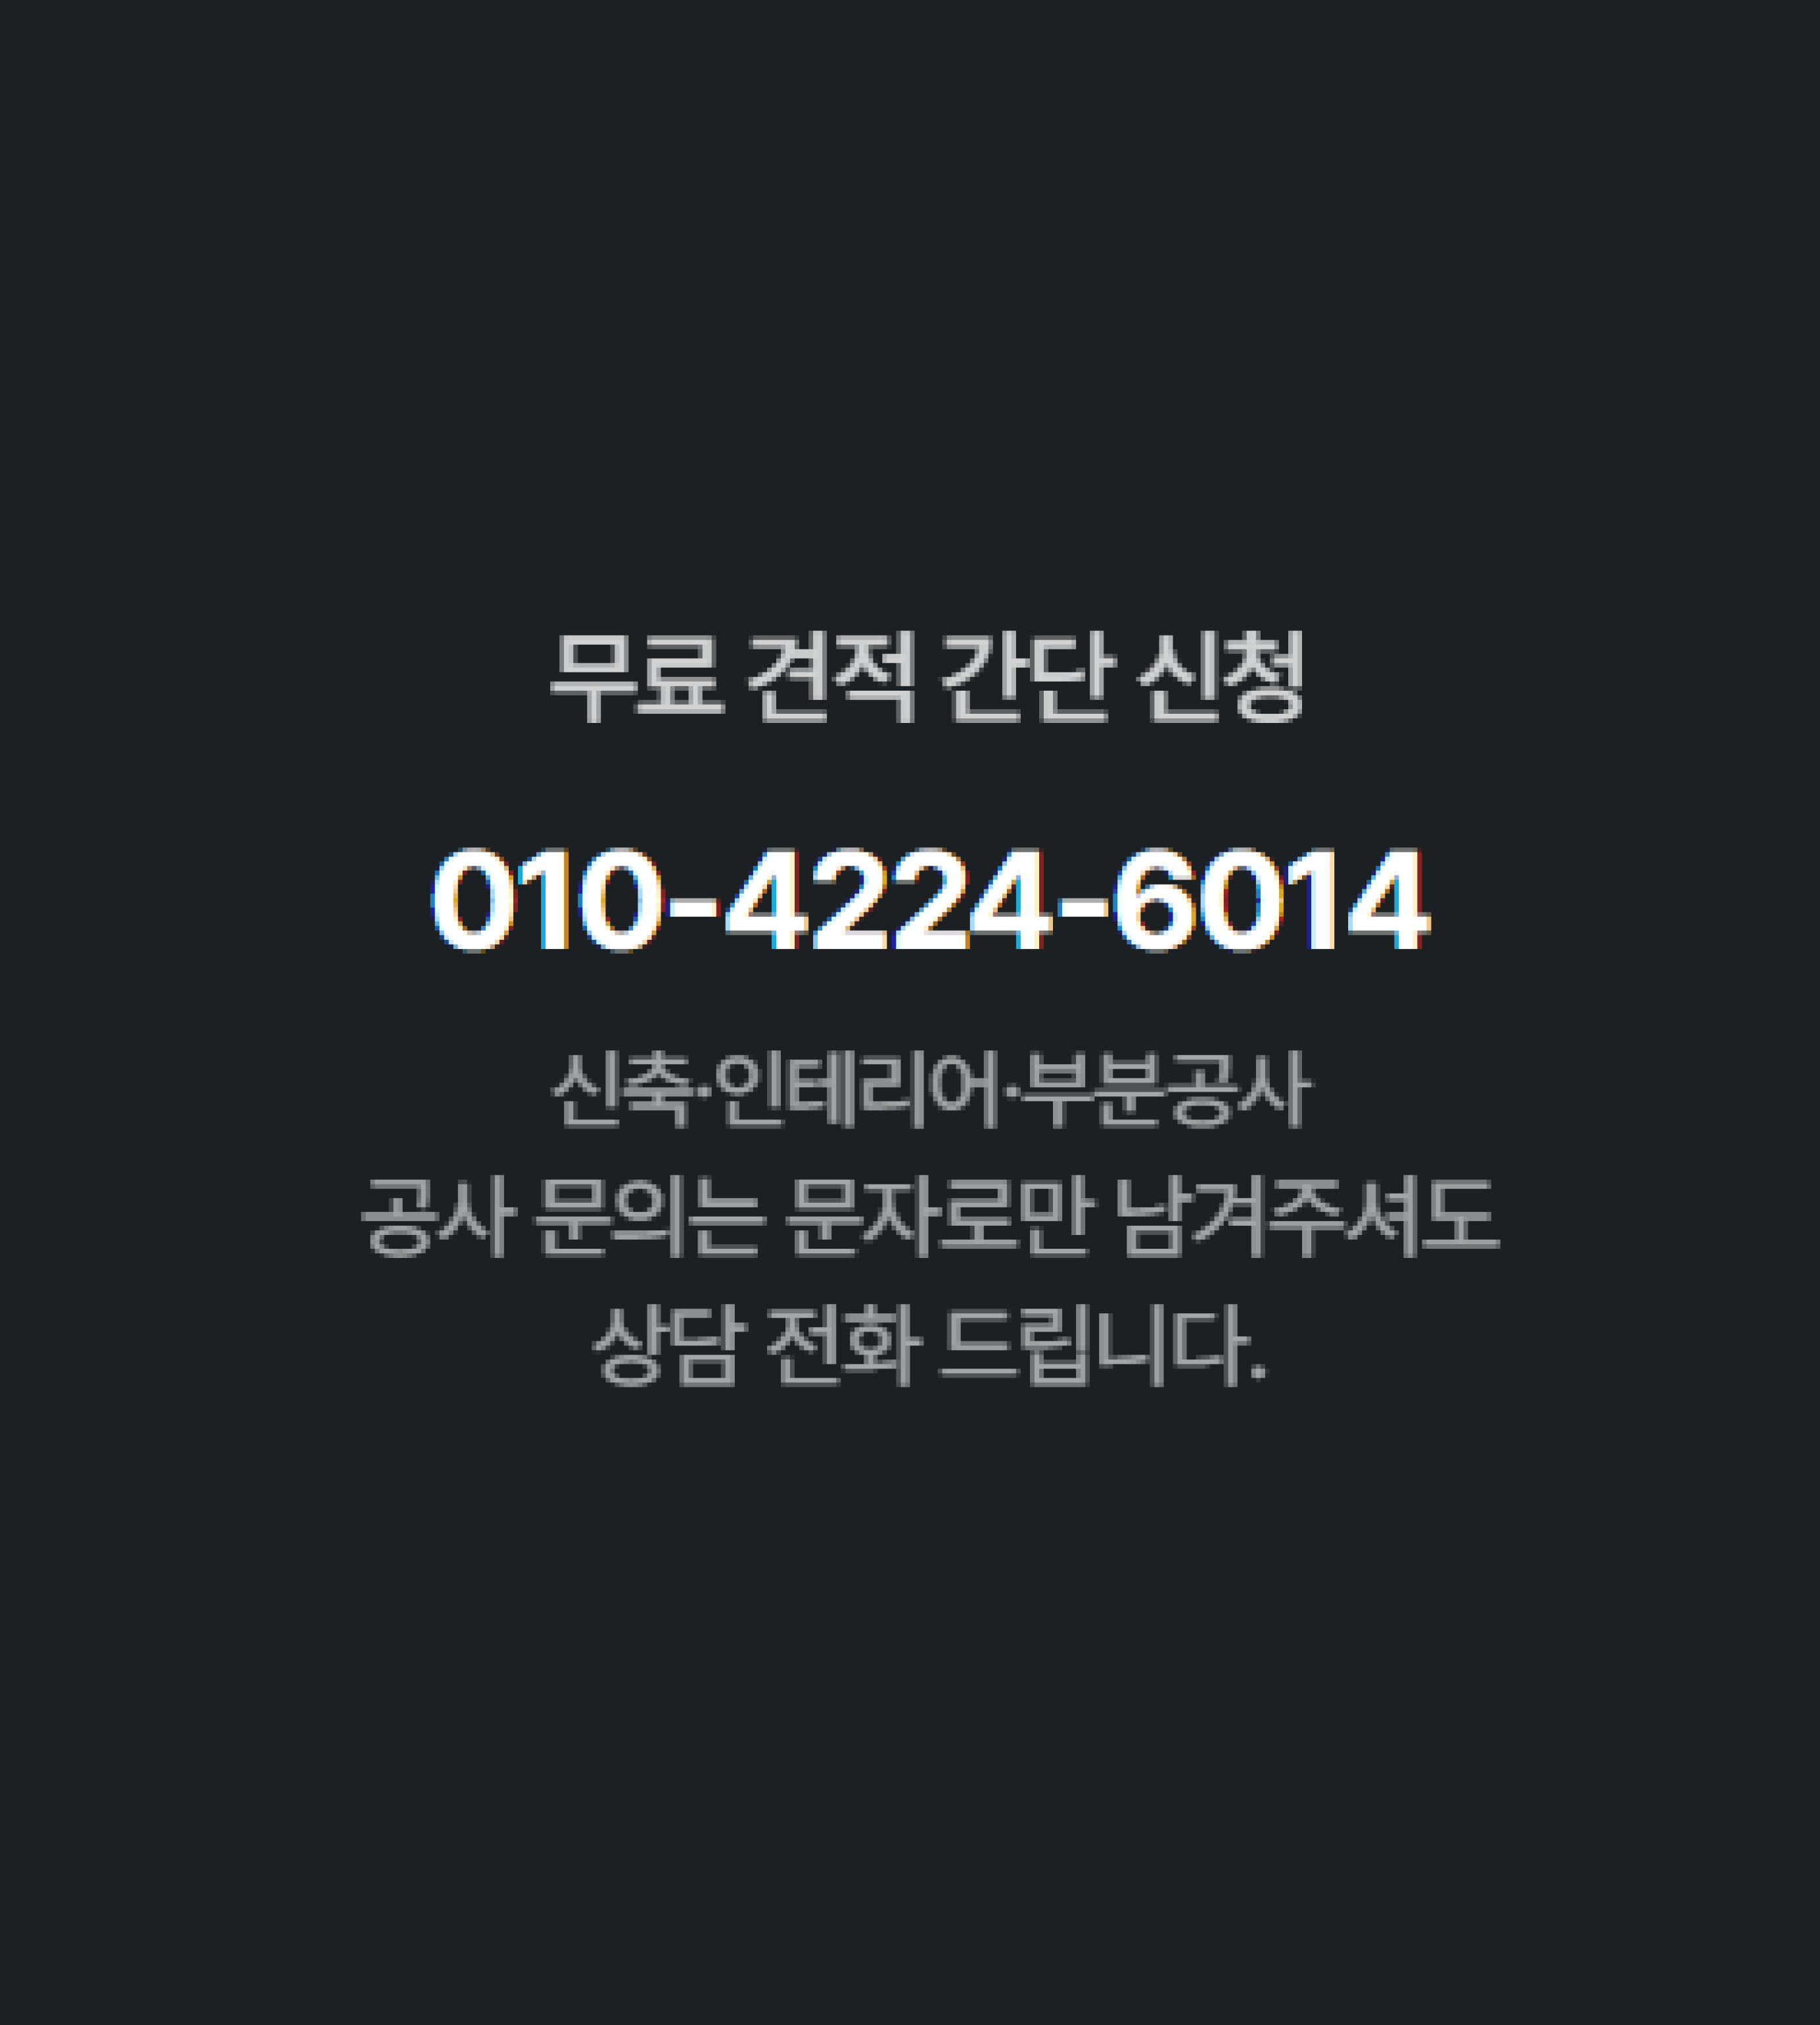 무료 견적 간단 신청
010-4224-6014
신축·인테리어·부분공사
공사 문의는 문자로만 남겨주셔도
상담 전화 드립니다.